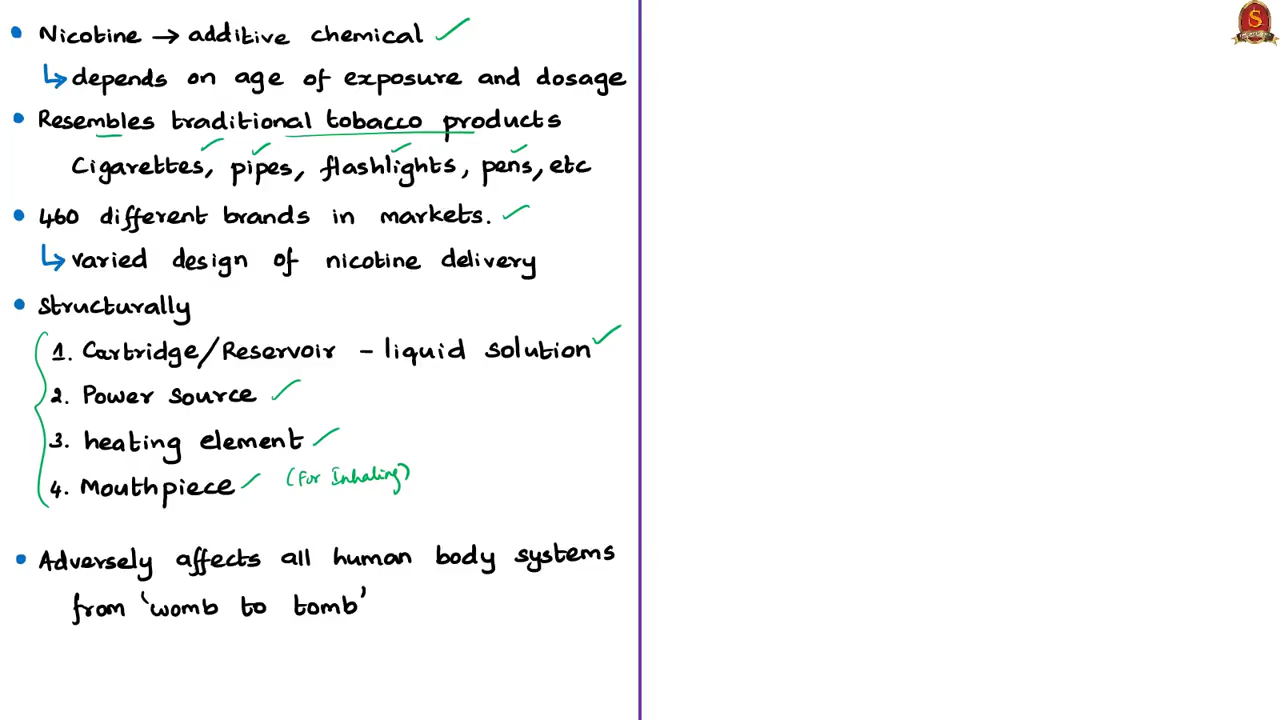 Nicotine → additive chemical ✓
↳ depends on age of exposure and dosage
Resembles traditional tobacco products
Cigarettes, pipes, flashlights, pens, etc
460 different brands in markets. ✓
↳ varied design of nicotine delivery
Structurally
1. Cartridge/Reservoir - liquid solution ✓
2. Power source ✓
3. heating element ✓
4. Mouthpiece ✓ (For Inhaling)
Adversely affects all human body systems
from 'womb to tomb'